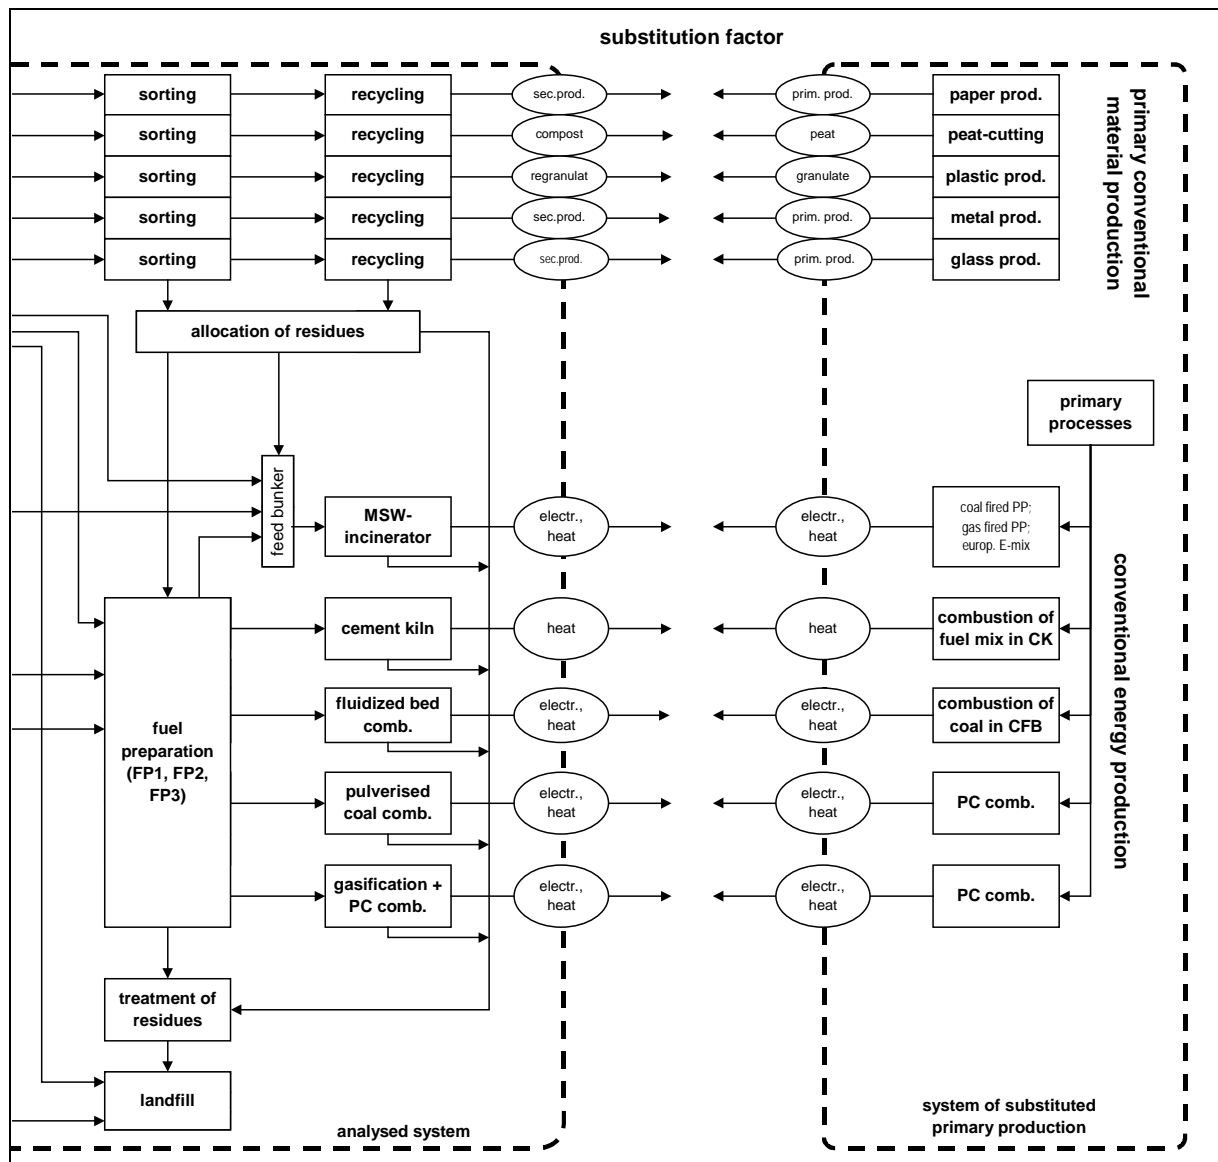 substitution factor
sorting
recycling
sec.prod.
prim. prod.
paper prod.
sorting
recycling
compost
peat
peat-cutting
sorting
recycling
regranulat
granulate
plastic prod.
sorting
recycling
sec.prod.
prim. prod.
metal prod.
sorting
recycling
sec.prod.
prim. prod.
glass prod.
primary conventional
material production
allocation of residues
primary
processes
feed bunker
MSW-
incinerator
electr.,
heat
electr.,
heat
coal fired PP;
gas fired PP;
europ. E-mix
conventional energy production
fuel
preparation
(FP1, FP2,
FP3)
cement kiln
heat
heat
combustion of
fuel mix in CK
fluidized bed
comb.
electr.,
heat
electr.,
heat
combustion of
coal in CFB
pulverised
coal comb.
electr.,
heat
electr.,
heat
PC comb.
gasification +
PC comb.
electr.,
heat
electr.,
heat
PC comb.
treatment of
residues
landfill
analysed system
system of substituted
primary production